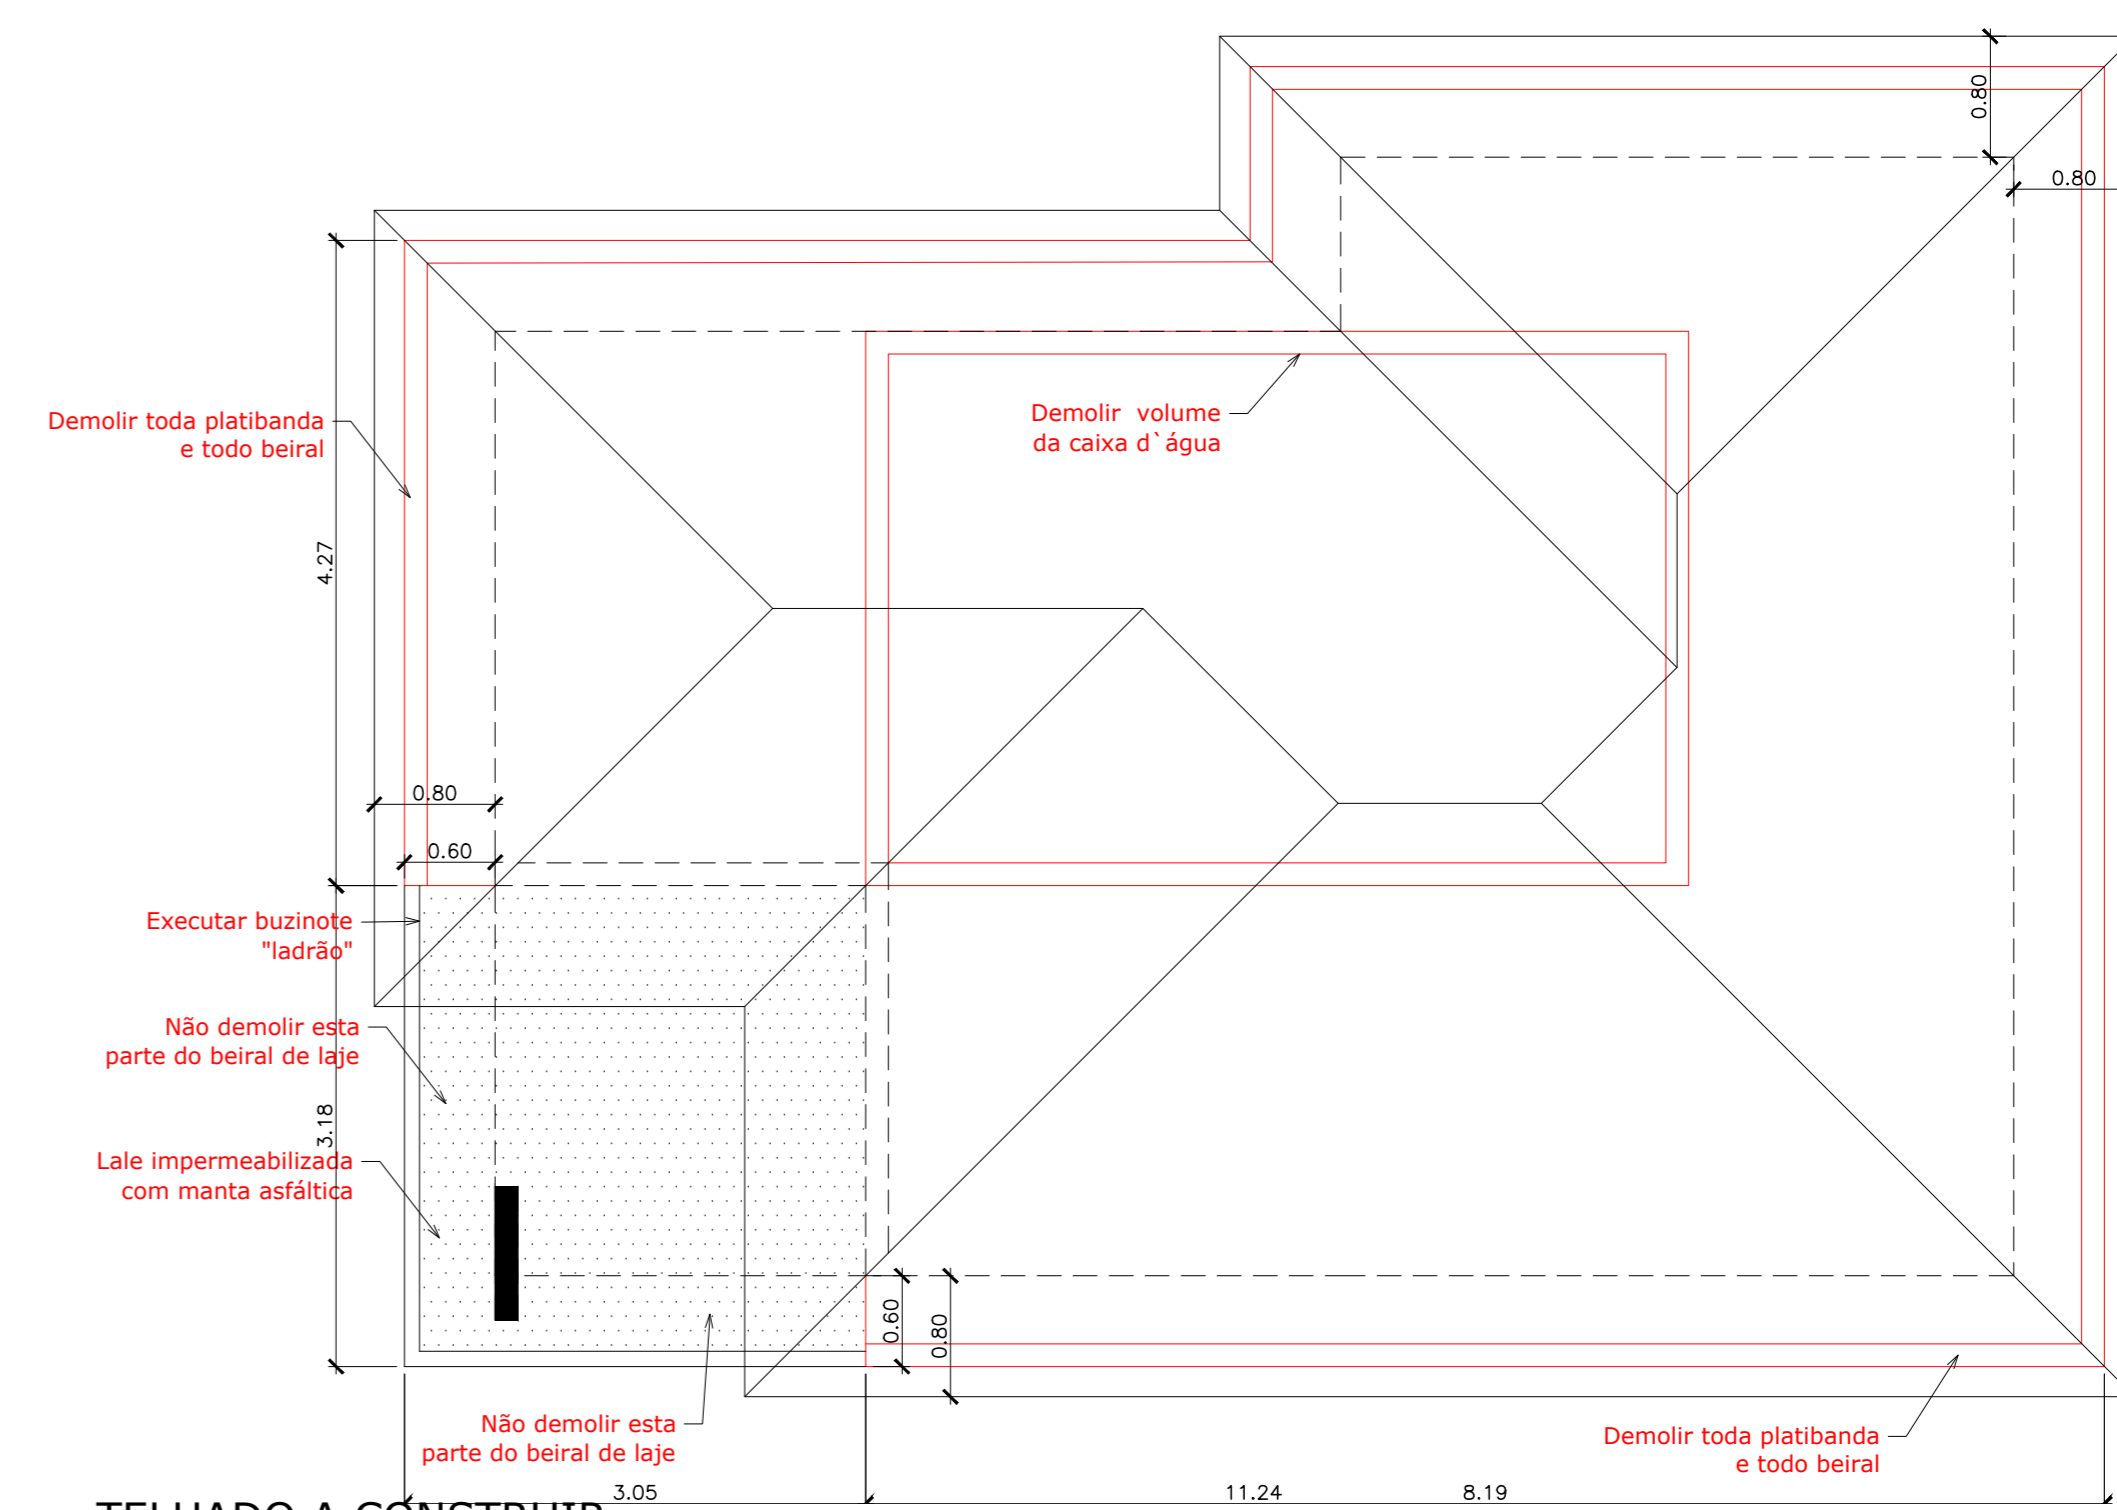 0.80
0.80
Demolir toda platibanda
e todo beiral
Demolir  volume
da caixa d`água
4.27
0.80
0.60
Executar buzinote
"ladrão"
Não demolir esta
parte do beiral de laje
3.18
Lale impermeabilizada
com manta asfáltica
0.60
0.80
Não demolir esta
parte do beiral de laje
Demolir toda platibanda
e todo beiral
3.05
11.24
8.19
TELHADO A CONSTRUIR